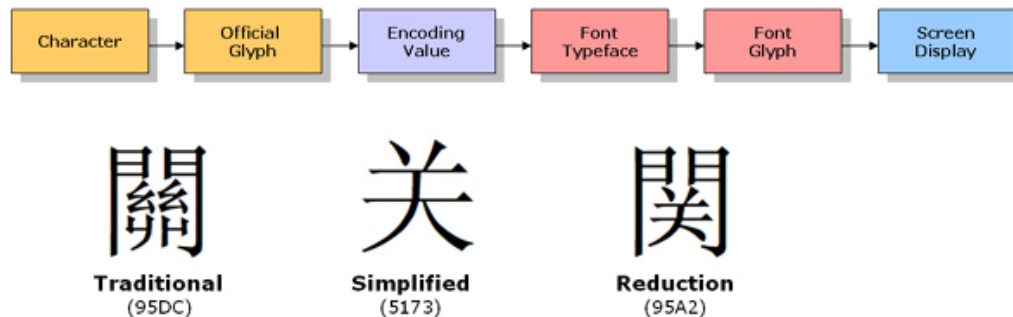 Character
Official
Glyph
Encoding
Value
Font
Typeface
Font
Glyph
Screen
Display
關
关
関
Traditional
(95DC)
Simplified
(5173)
Reduction
(95A2)